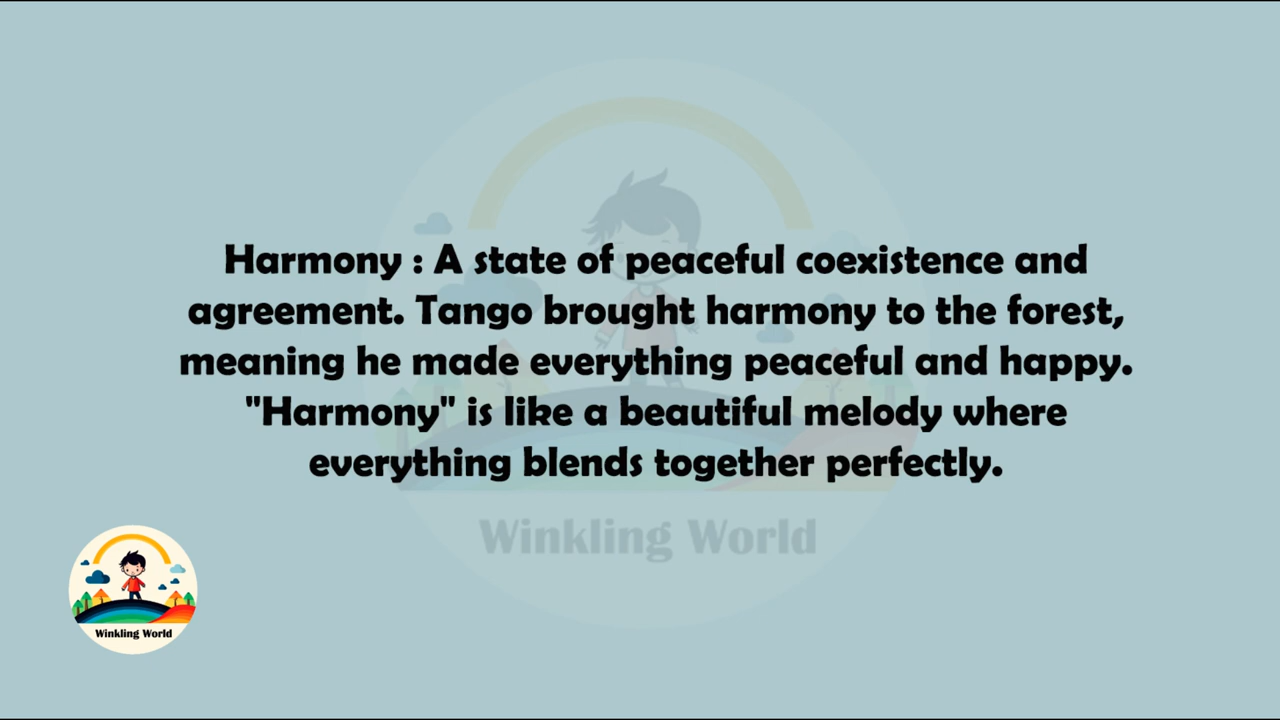 Harmony : A state of peaceful coexistence and
agreement. Tango brought harmony to the forest,
meaning he made everything peaceful and happy.
"Harmony" is like a beautiful melody where
everything blends together perfectly.
Winkling World
Winkling World